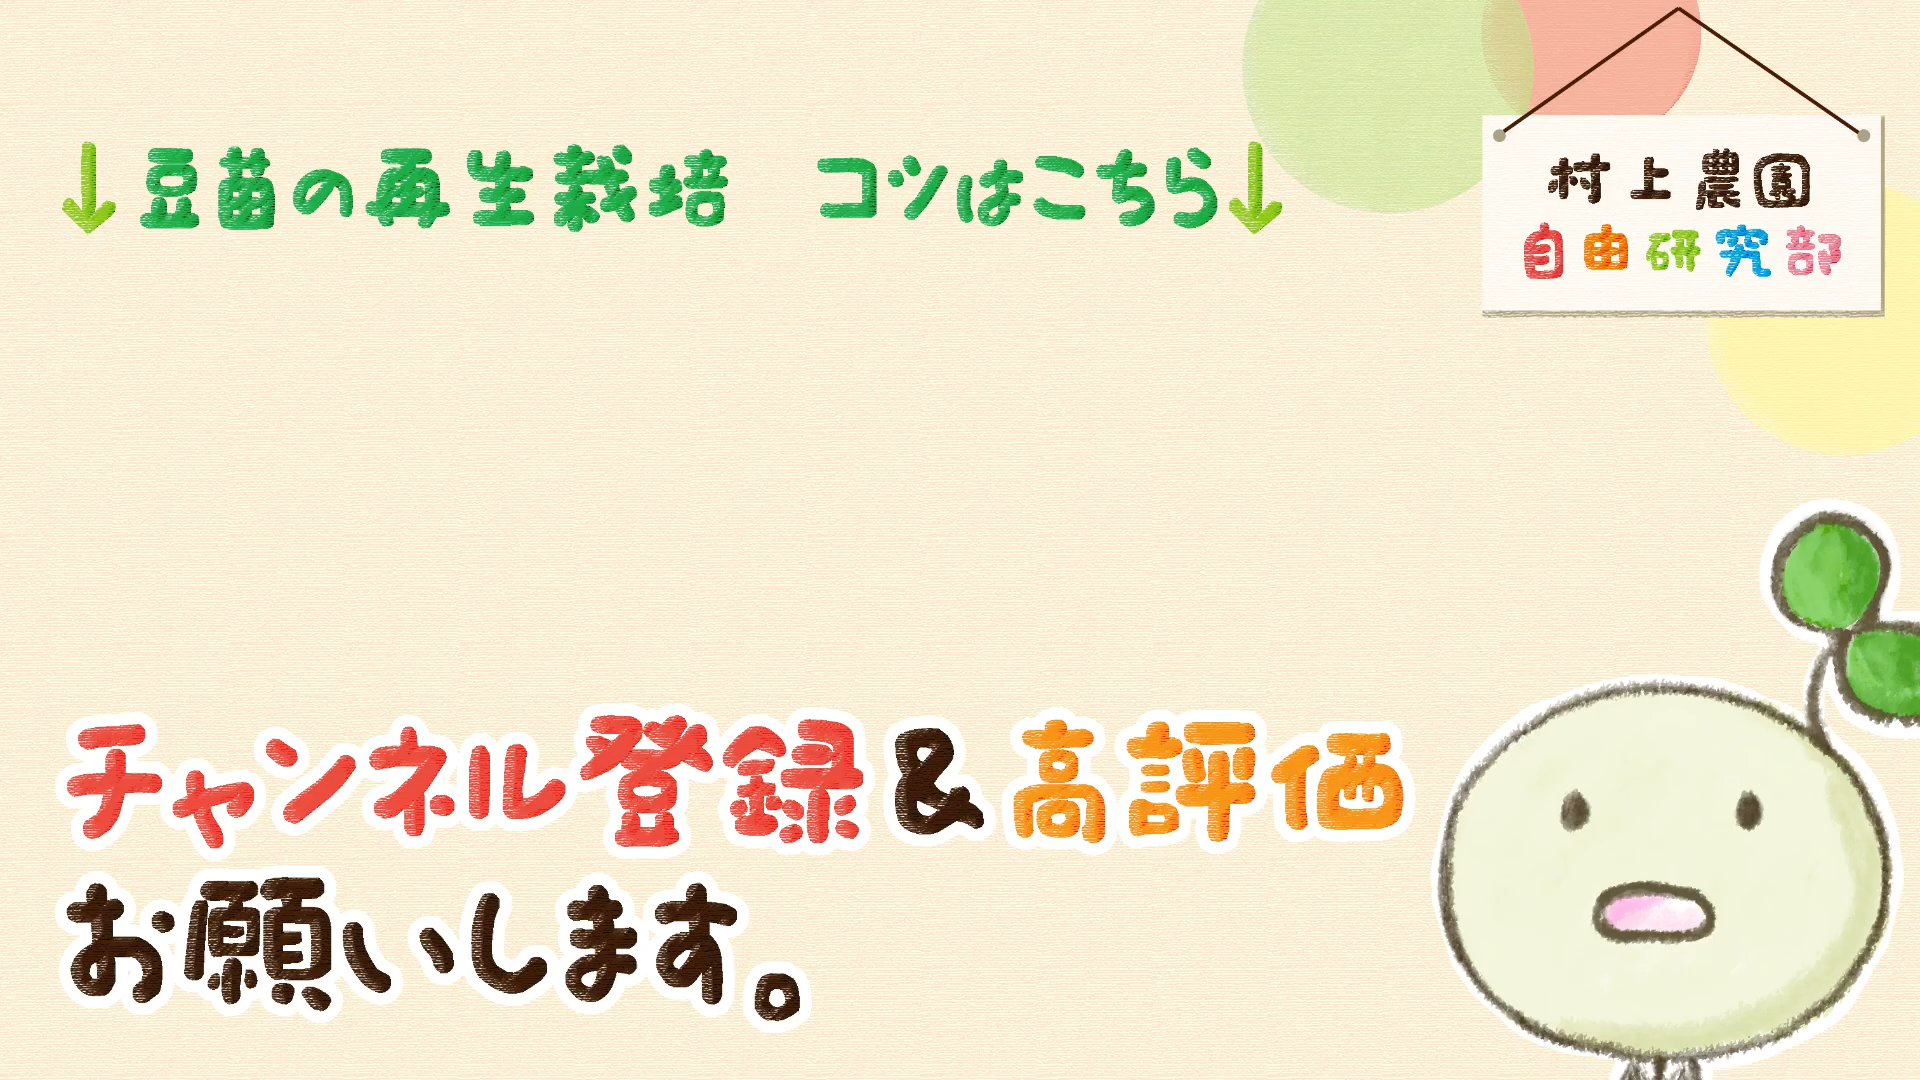 ↓豆苗の再生栽培　コツはこちら↓
村上農園
自由研究部
チャンネル登録&高評価
お願いします。